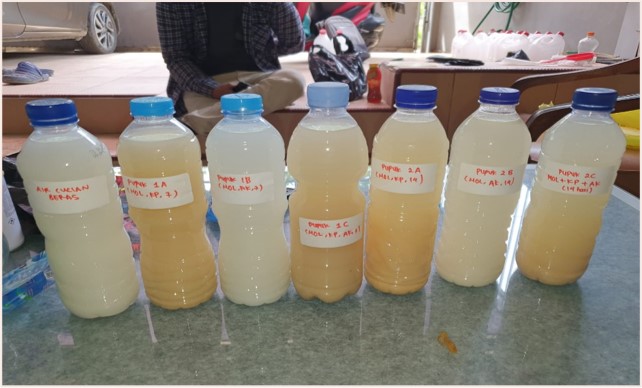 AIR CUCIAN
BERAS
PUPUK 1A
(MOL, KP, 7)
PUPUK 1B
(MOL, AK, 7)
PUPUK 1C
(MOL, KP, AK, 7)
PUPUK 2A
(MOL, KP, 14)
PUPUK 2B
(MOL, AK, 14)
PUPUK 2C
MOL + KP + AK
(14 hari)